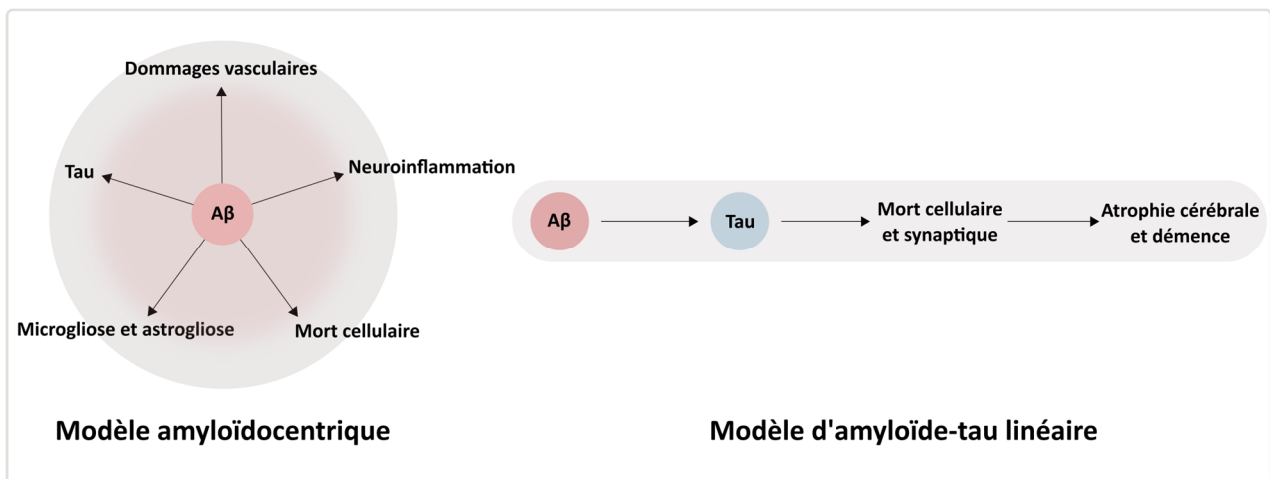 Dommages vasculaires
Tau
Neuroinflammation
Aβ
Microgliose et astrogliose
Mort cellulaire
Modèle amyloïdocentrique
Aβ
Tau
Mort cellulaire
et synaptique
Atrophie cérébrale
et démence
Modèle d'amyloïde-tau linéaire